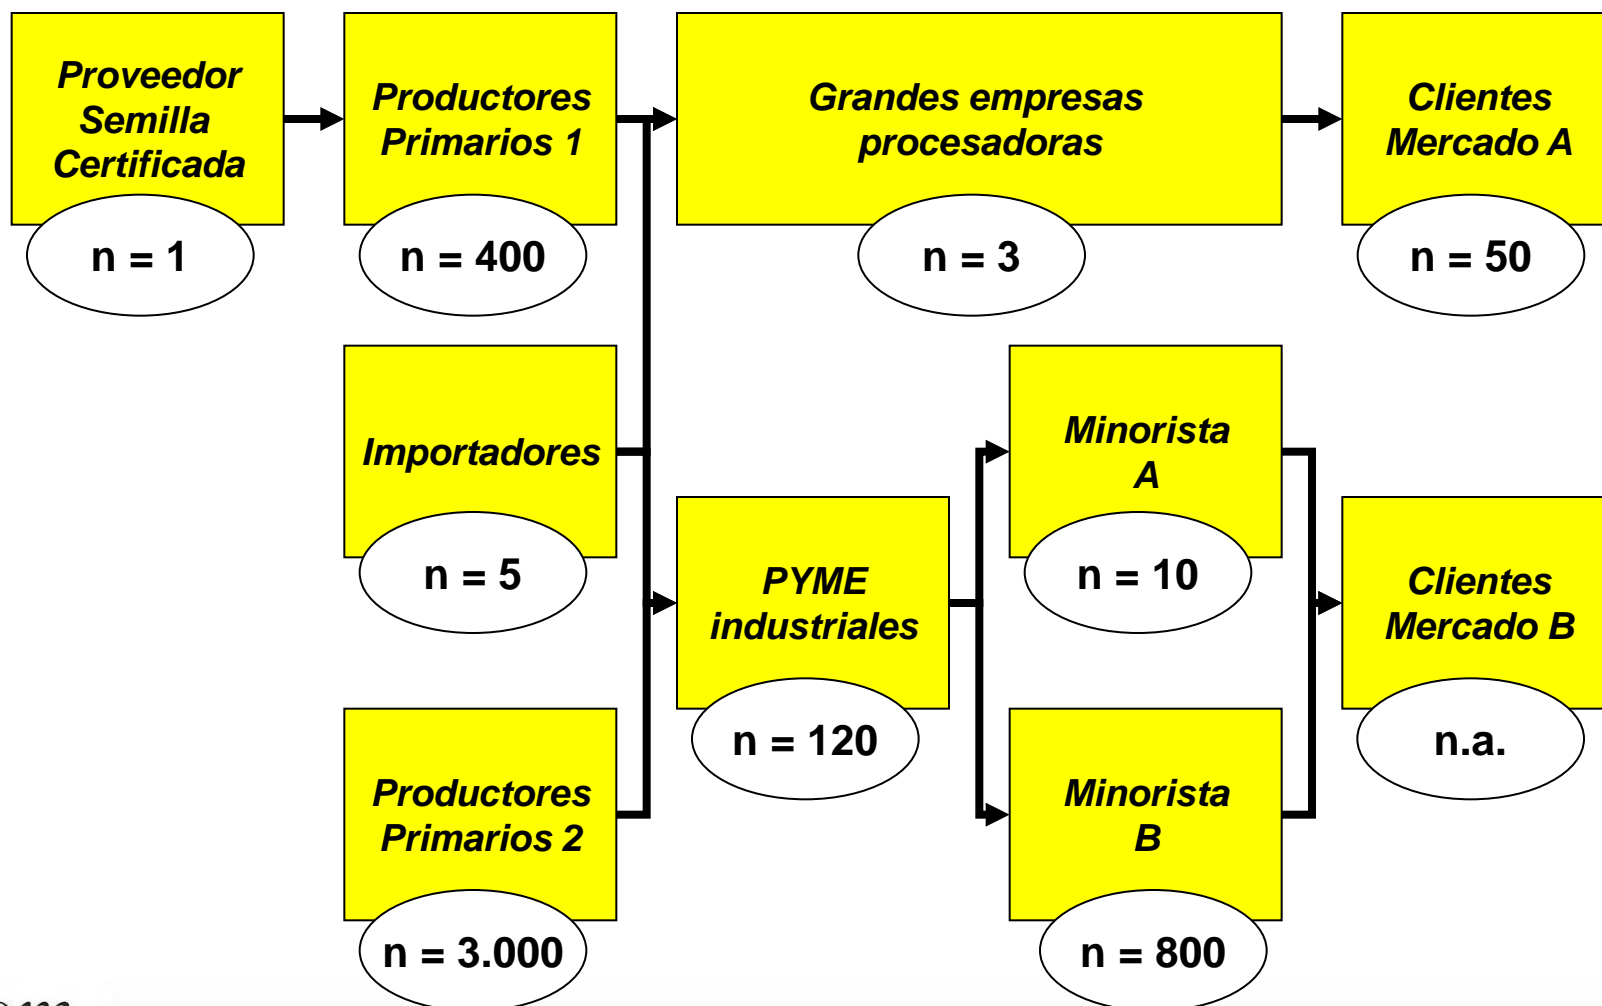 Proveedor
Semilla
Certificada
n = 1
Productores
Primarios 1
n = 400
Grandes empresas
procesadoras
n = 3
Clientes
Mercado A
n = 50
Importadores
n = 5
Minorista
A
n = 10
PYME
industriales
n = 120
Clientes
Mercado B
n.a.
Productores
Primarios 2
n = 3.000
Minorista
B
n = 800